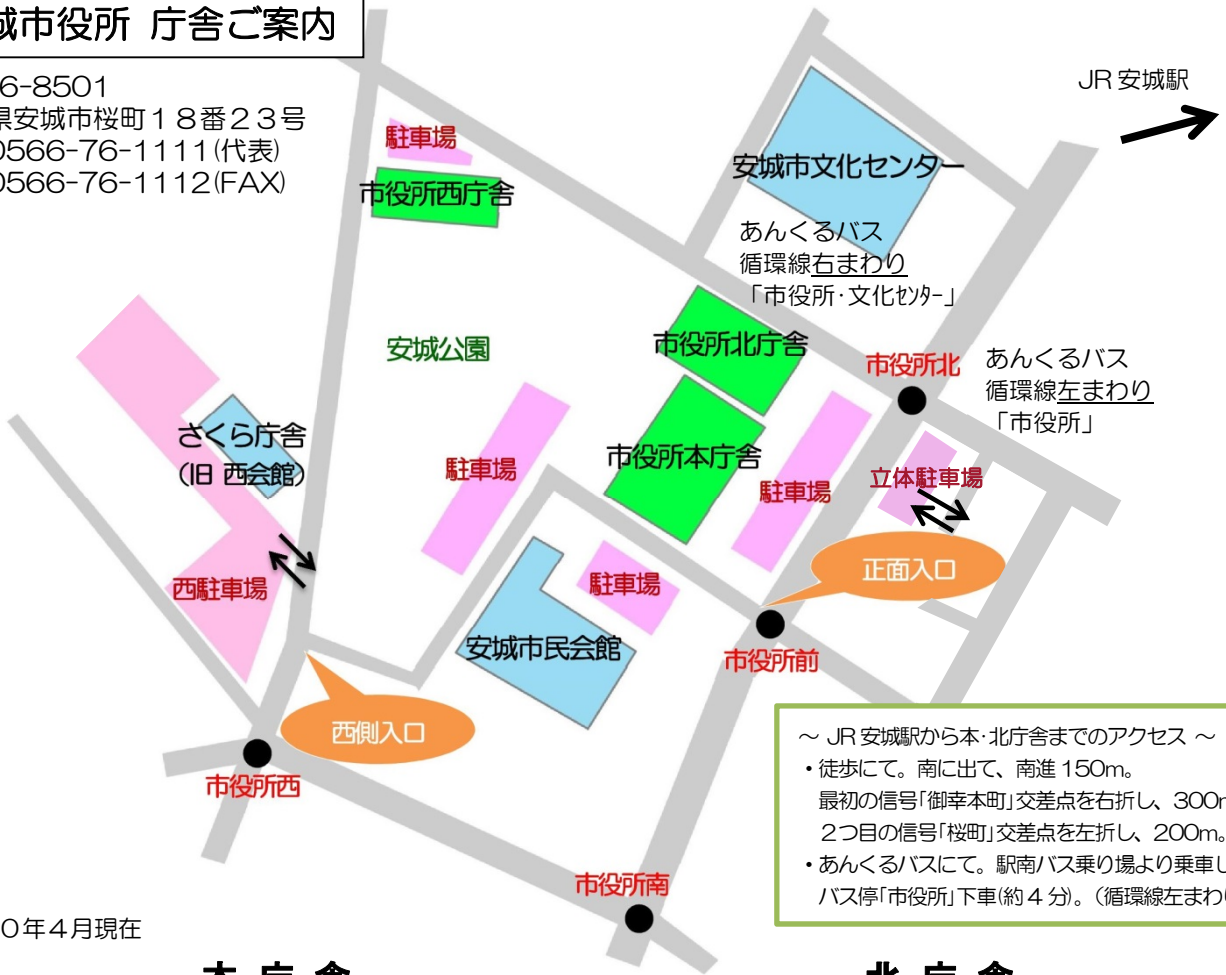 城市役所 庁舎ご案内
6-8501
県安城市桜町１８番２３号
0566-76-1111(代表)
0566-76-1112(FAX)
JR 安城駅
駐車場
市役所西庁舎
安城市文化センター
あんくるバス
循環線右まわり
「市役所・文化ｾﾝﾀｰ」
安城公園
市役所北庁舎
市役所北
あんくるバス
循環線左まわり
「市役所」
さくら庁舎
（旧 西会館）
駐車場
市役所本庁舎
駐車場
立体駐車場
正面入口
西駐車場
駐車場
安城市民会館
市役所前
西側入口
市役所西
市役所南
～ JR 安城駅から本・北庁舎までのアクセス ～
・徒歩にて。南に出て、南進 150m。
最初の信号「御幸本町」交差点を右折し、300m
２つ目の信号「桜町」交差点を左折し、200m。
・あんくるバスにて。駅南バス乗り場より乗車し
バス停「市役所」下車(約 4 分)。（循環線左まわ
０年４月現在
本 庁 舎
北 庁 舎